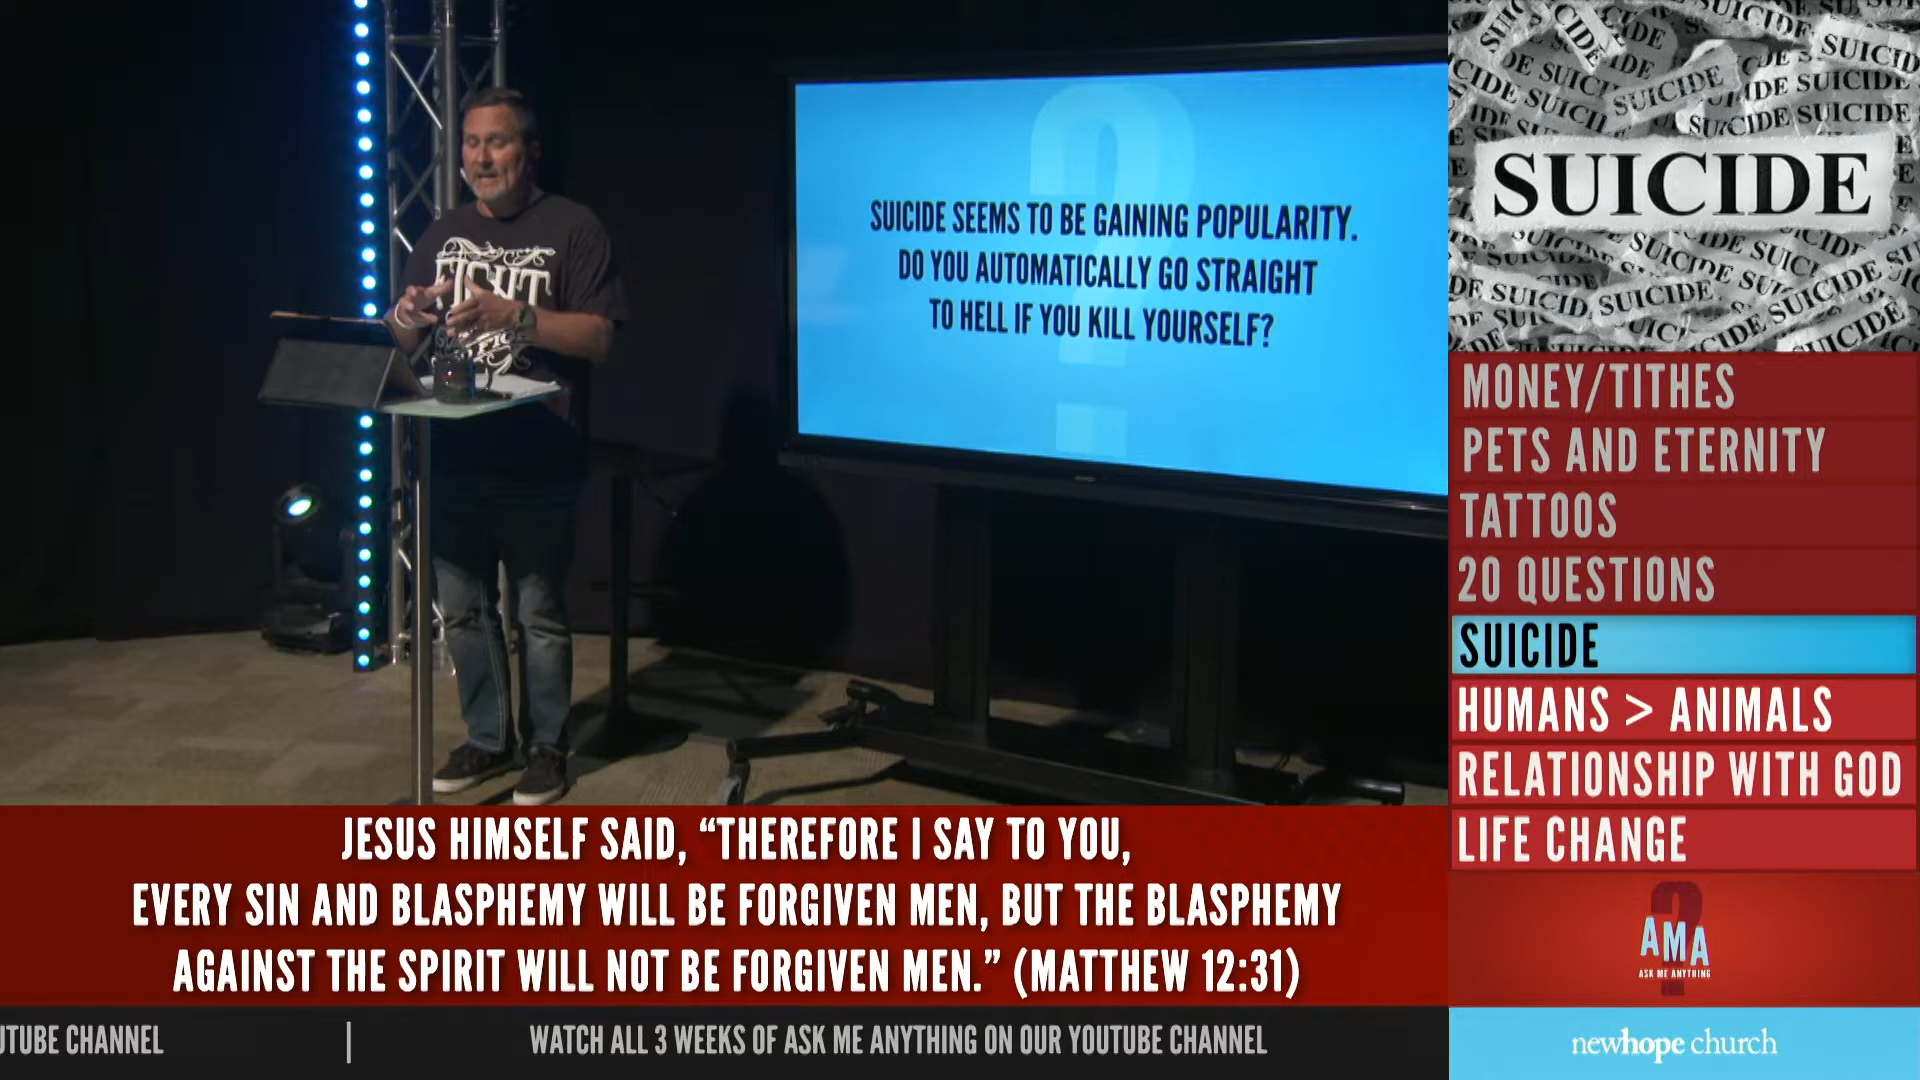 SUICIDE
FIGHT
SUICIDE SEEMS TO BE GAINING POPULARITY.
DO YOU AUTOMATICALLY GO STRAIGHT
TO HELL IF YOU KILL YOURSELF?
MONEY/TITHES
PETS AND ETERNITY
TATTOOS
20 QUESTIONS
SUICIDE
HUMANS > ANIMALS
RELATIONSHIP WITH GOD
LIFE CHANGE
?
AMA
ASK ME ANYTHING
JESUS HIMSELF SAID, “THEREFORE I SAY TO YOU,
EVERY SIN AND BLASPHEMY WILL BE FORGIVEN MEN, BUT THE BLASPHEMY
AGAINST THE SPIRIT WILL NOT BE FORGIVEN MEN.” (MATTHEW 12:31)
UTUBE CHANNEL | WATCH ALL 3 WEEKS OF ASK ME ANYTHING ON OUR YOUTUBE CHANNEL
newhope church